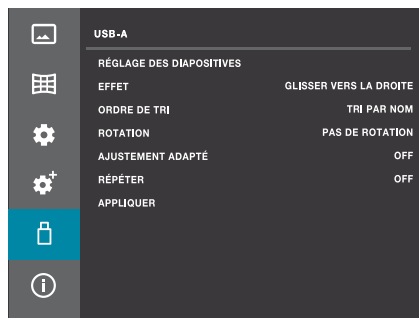 USB-A
RÉGLAGE DES DIAPOSITIVES
EFFET GLISSER VERS LA DROITE
ORDRE DE TRI TRI PAR NOM
ROTATION PAS DE ROTATION
AJUSTEMENT ADAPTÉ OFF
RÉPÉTER OFF
APPLIQUER